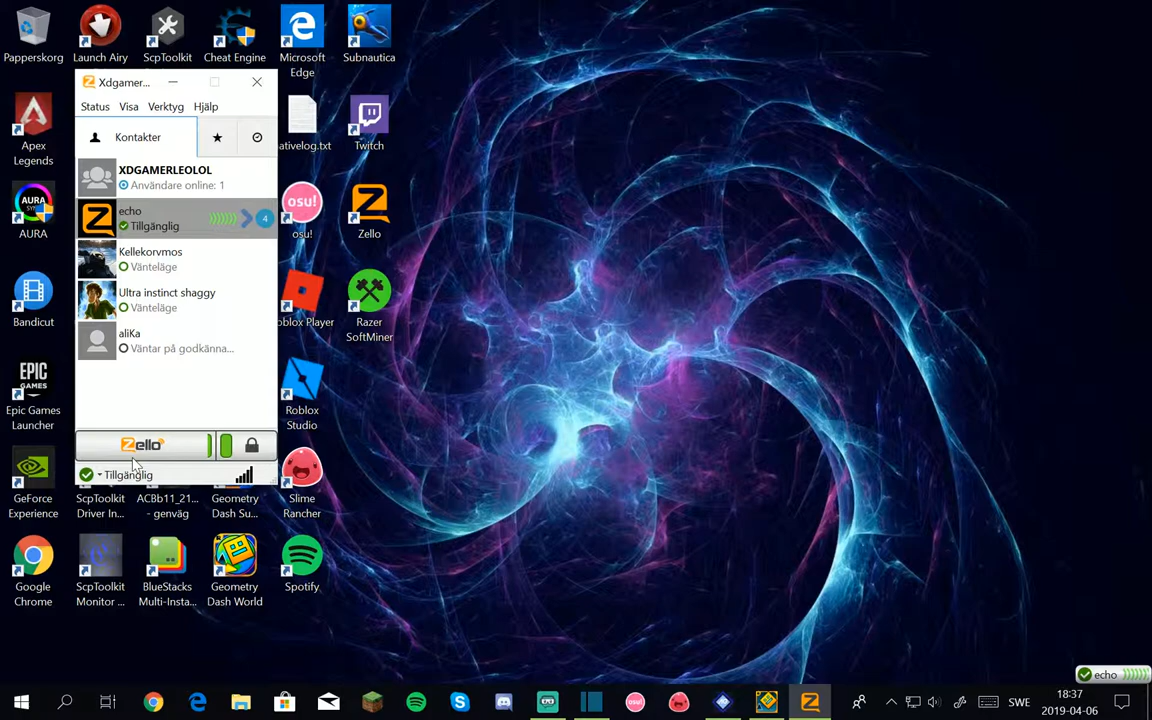 Papperskorg
Launch Airy
ScpToolkit
Cheat Engine
Microsoft
Edge
Subnautica
Xdgamer...
Status Visa Verktyg Hjälp
Kontakter
XDGAMERLEOLOL
Användare online: 1
echo
Tillgänglig
4
Kellekorvmos
Vänteläge
Ultra instinct shaggy
Vänteläge
aliKa
Väntar på godkänna...
Zello
Tillgänglig
Apex
Legends
ativelog.txt
Twitch
AURA
AURA
osu!
osu!
Zello
Bandicut
oblox Player
Razer
SoftMiner
EPIC
GAMES
Epic Games
Launcher
Roblox
Studio
GeForce
Experience
ScpToolkit
Driver In...
ACBb11_21...
- genväg
Geometry
Dash Su...
Slime
Rancher
Google
Chrome
ScpToolkit
Monitor ...
BlueStacks
Multi-Insta...
Geometry
Dash World
Spotify
echo
SWE
18:37
2019-04-06